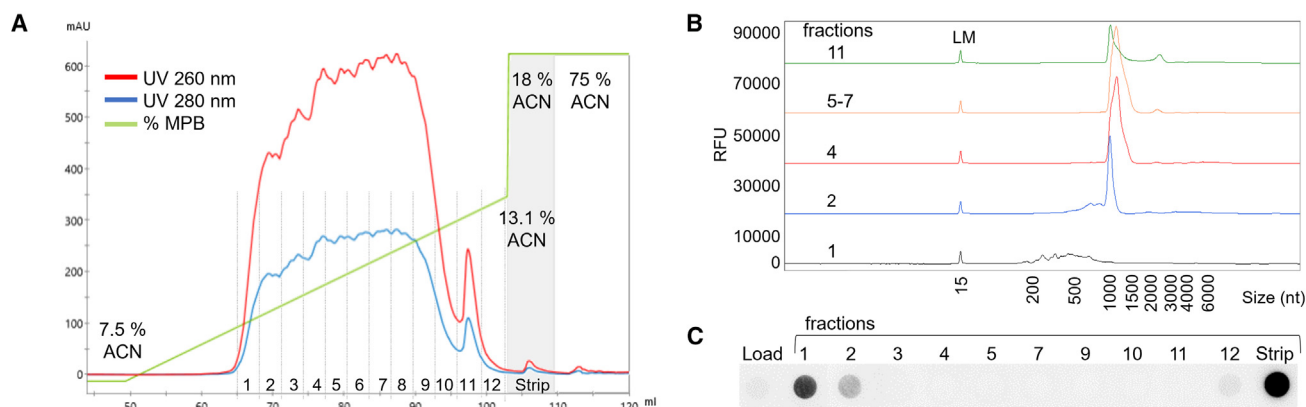 A
mAU
600
500
400
300
200
100
0
UV 260 nm
UV 280 nm
% MPB
7.5 %
ACN
18 %
ACN
75 %
ACN
13.1 %
ACN
1 2 3 4 5 6 7 8 9 10 11 12 Strip
50 60 70 80 90 100 110 120 ml
B
90000
70000
50000
30000
10000
0
RFU
fractions
LM
11
5-7
4
2
1
15 200 500 1000 1500 2000 3000 4000 6000 Size (nt)
C
fractions
Load 1 2 3 4 5 7 9 10 11 12 Strip